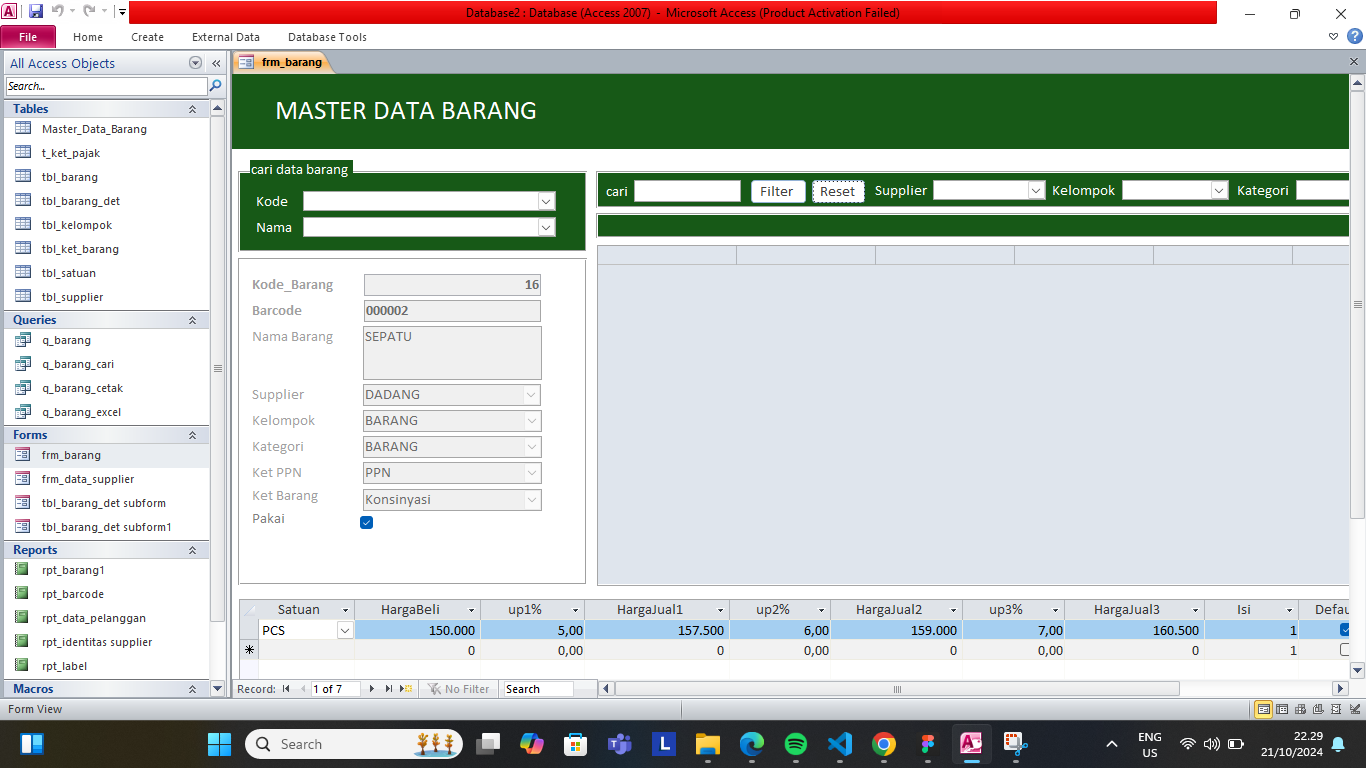 Database2 : Database (Access 2007) - Microsoft Access (Product Activation Failed)
File Home Create External Data Database Tools
All Access Objects
Search...
Tables
Master_Data_Barang
t_ket_pajak
tbl_barang
tbl_barang_det
tbl_kelompok
tbl_ket_barang
tbl_satuan
tbl_supplier
Queries
q_barang
q_barang_cari
q_barang_cetak
q_barang_excel
Forms
frm_barang
frm_data_supplier
tbl_barang_det subform
tbl_barang_det subform1
Reports
rpt_barang1
rpt_barcode
rpt_data_pelanggan
rpt_identitas supplier
rpt_label
Macros
frm_barang
MASTER DATA BARANG
cari data barang
Kode
Nama
cari Filter Reset Supplier Kelompok Kategori
Kode_Barang 16
Barcode 000002
Nama Barang SEPATU
Supplier DADANG
Kelompok BARANG
Kategori BARANG
Ket PPN PPN
Ket Barang Konsinyasi
Pakai
Satuan HargaBeli up1% HargaJual1 up2% HargaJual2 up3% HargaJual3 Isi Defau
PCS 150.000 5,00 157.500 6,00 159.000 7,00 160.500 1
* 0 0,00 0 0,00 0 0,00 0 1
Record: 1 of 7 No Filter Search
Form View
Search
ENG
US
22.29
21/10/2024